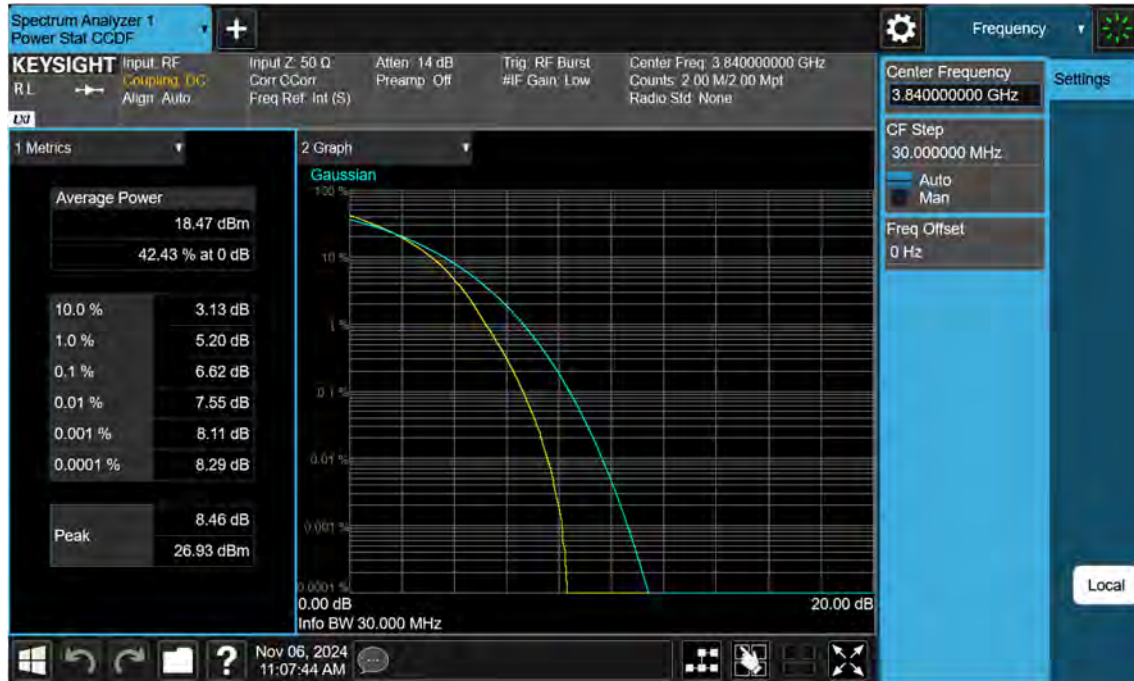 Spectrum Analyzer 1
Power Stat CCDF
Frequency
KEYSIGHT
RL
LXI
Input: RF
Coupling: DC
Align: Auto
Input Z: 50 Ω
Corr CCorr
Freq Ref: Int (S)
Atten: 14 dB
Preamp: Off
Trig: RF Burst
#IF Gain: Low
Center Freq: 3.840000000 GHz
Counts: 2.00 M/2.00 Mpt
Radio Std: None
Center Frequency
3.840000000 GHz
Settings
CF Step
30.000000 MHz
Auto
Man
Freq Offset
0 Hz
1 Metrics
Average Power
18.47 dBm
42.43 % at 0 dB
10.0 % 3.13 dB
1.0 % 5.20 dB
0.1 % 6.62 dB
0.01 % 7.55 dB
0.001 % 8.11 dB
0.0001 % 8.29 dB
Peak
8.46 dB
26.93 dBm
2 Graph
Gaussian
100 %
10 %
1 %
0.1 %
0.01 %
0.001 %
0.0001 %
0.00 dB 20.00 dB
Info BW 30.000 MHz
Local
?
Nov 06, 2024
11:07:44 AM